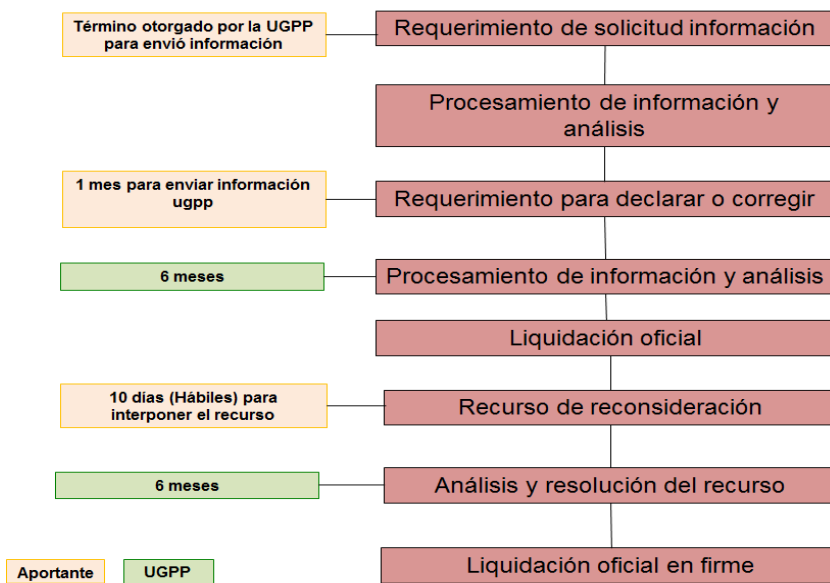 Término otorgado por la UGPP
para envió información
Requerimiento de solicitud información
Procesamiento de información y
análisis
1 mes para enviar información
ugpp
Requerimiento para declarar o corregir
6 meses
Procesamiento de información y análisis
Liquidación oficial
10 días (Hábiles) para
interponer el recurso
Recurso de reconsideración
6 meses
Análisis y resolución del recurso
Liquidación oficial en firme
Aportante
UGPP